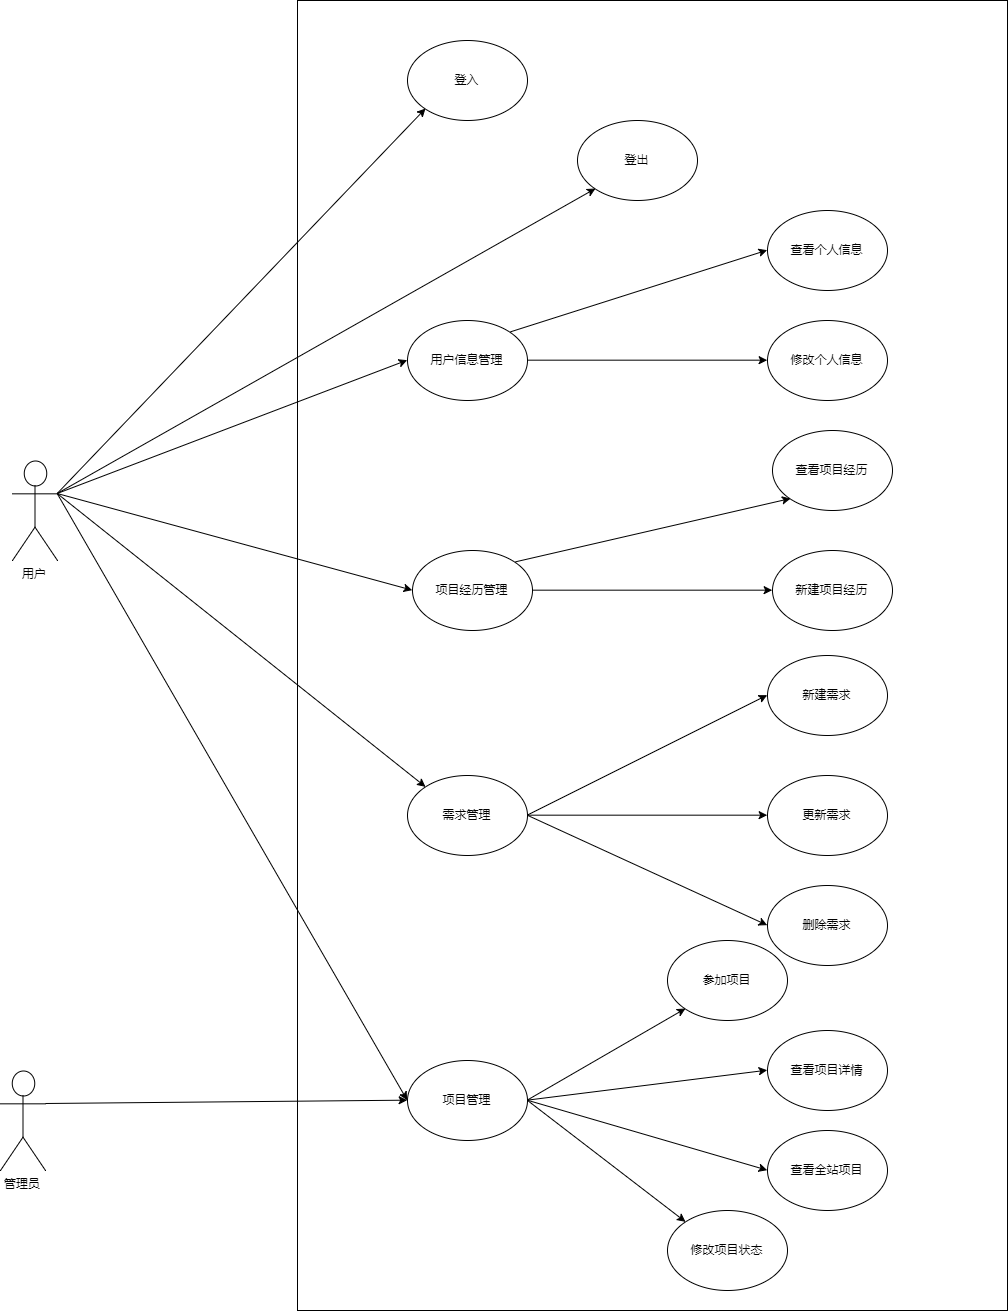 登入
登出
查看个人信息
用户信息管理
修改个人信息
查看项目经历
用户
项目经历管理
新建项目经历
新建需求
需求管理
更新需求
删除需求
参加项目
查看项目详情
项目管理
查看全站项目
管理员
修改项目状态